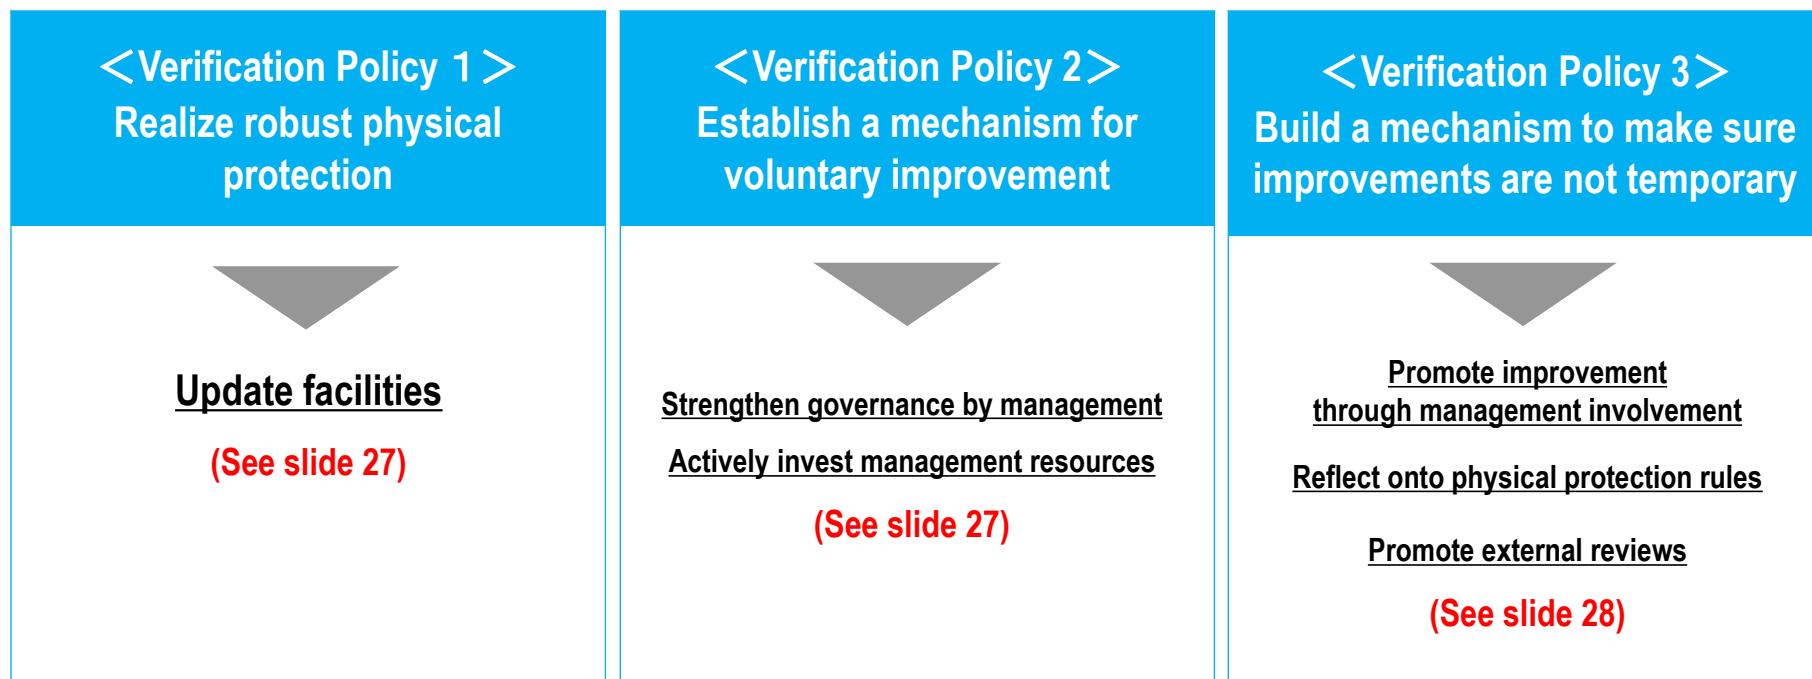 ＜Verification Policy １＞
Realize robust physical
protection
Update facilities
(See slide 27)
＜Verification Policy 2＞
Establish a mechanism for
voluntary improvement
Strengthen governance by management
Actively invest management resources
(See slide 27)
＜Verification Policy 3＞
Build a mechanism to make sure
improvements are not temporary
Promote improvement
through management involvement
Reflect onto physical protection rules
Promote external reviews
(See slide 28)